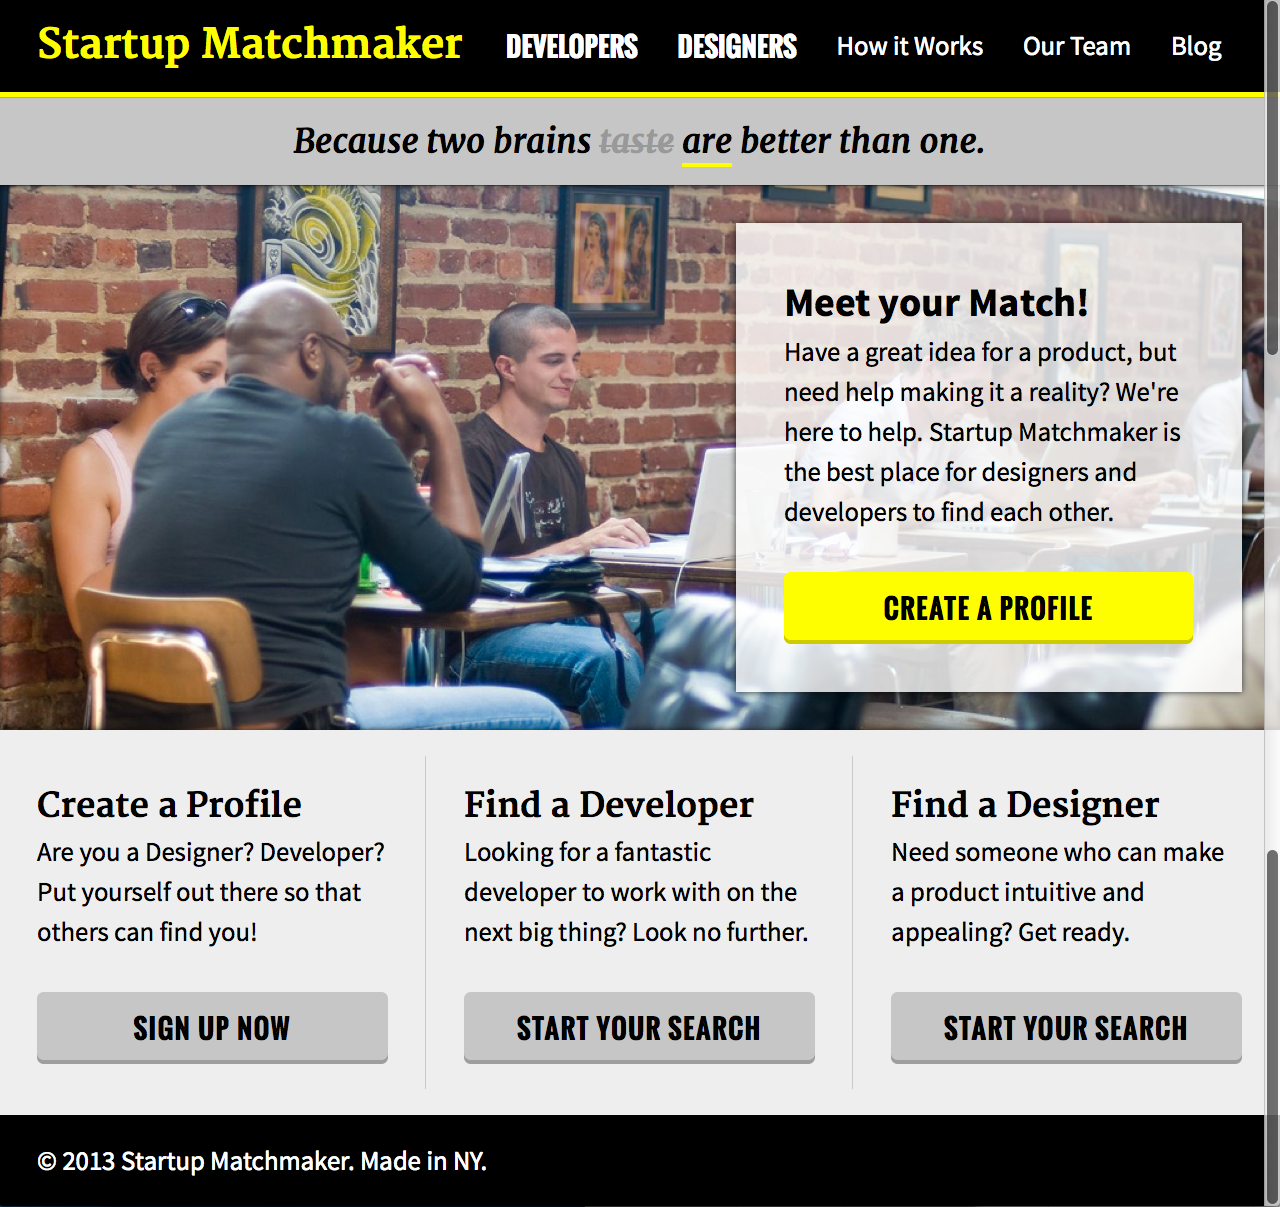 Startup Matchmaker DEVELOPERS DESIGNERS How it Works Our Team Blog
Because two brains taste are better than one.
Meet your Match!
Have a great idea for a product, but
need help making it a reality? We're
here to help. Startup Matchmaker is
the best place for designers and
developers to find each other.
CREATE A PROFILE
Create a Profile
Are you a Designer? Developer?
Put yourself out there so that
others can find you!
SIGN UP NOW
Find a Developer
Looking for a fantastic
developer to work with on the
next big thing? Look no further.
START YOUR SEARCH
Find a Designer
Need someone who can make
a product intuitive and
appealing? Get ready.
START YOUR SEARCH
© 2013 Startup Matchmaker. Made in NY.